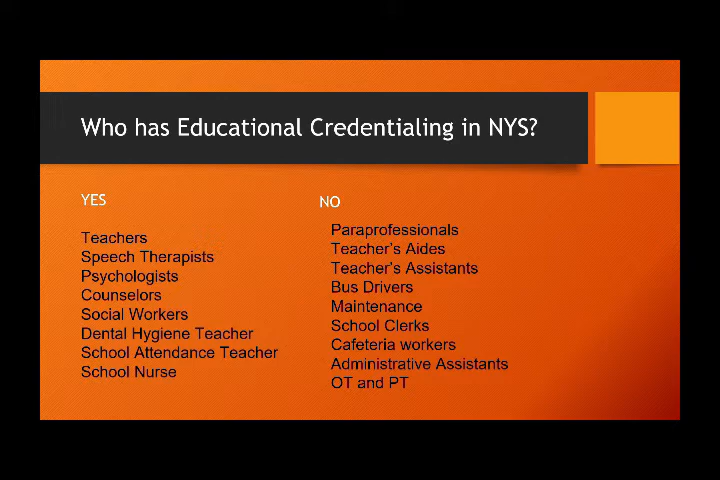 Who has Educational Credentialing in NYS?
YES
Teachers
Speech Therapists
Psychologists
Counselors
Social Workers
Dental Hygiene Teacher
School Attendance Teacher
School Nurse
NO
Paraprofessionals
Teacher's Aides
Teacher's Assistants
Bus Drivers
Maintenance
School Clerks
Cafeteria workers
Administrative Assistants
OT and PT